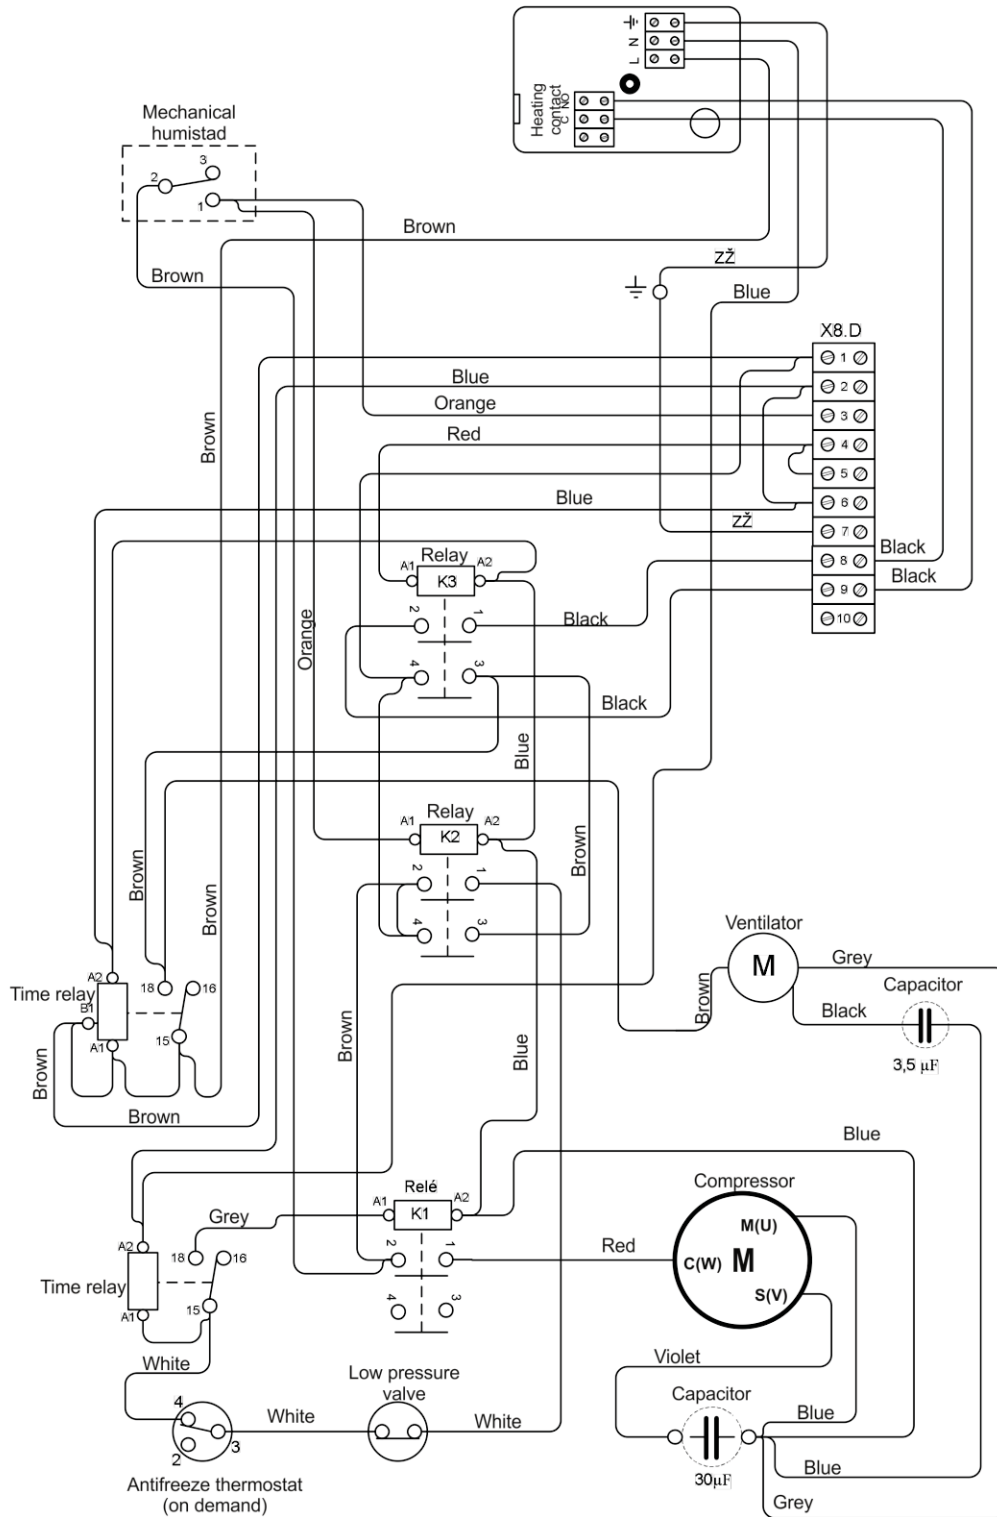 N
L
Heating
contact
NO
C
Mechanical
humistad
3
2
1
Brown
Brown
ZŽ
Blue
X8.D
1
Blue
2
Orange
3
Red
4
Brown
5
Blue
6
ZŽ
7
Black
8
Black
9
10
Relay
A1
K3
A2
2
1
Black
Orange
4
3
Black
Blue
Relay
A1
K2
A2
2
1
Brown
Brown
Brown
4
3
Ventilator
M
Grey
Capacitor
Black
3,5 µF
Brown
A2
Time relay
B1
A1
18
16
15
Brown
Brown
Brown
Blue
Blue
Relé
A1
K1
A2
Grey
2
1
Red
4
3
Compressor
M(U)
C(W)
M
S(V)
A2
Time relay
A1
18
16
15
White
Low pressure
valve
White
White
4
3
2
Antifreeze thermostat
(on demand)
Violet
Capacitor
Blue
30µF
Blue
Grey